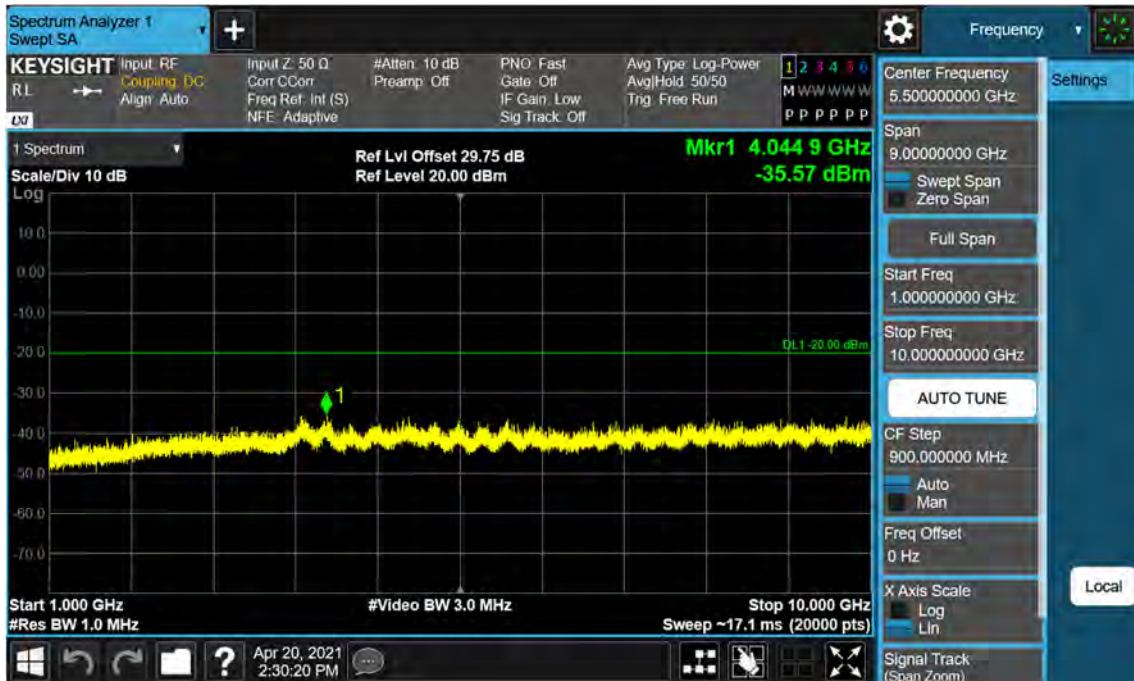 Spectrum Analyzer 1
Swept SA
+
Frequency
KEYSIGHT
RL
LXI
Input: RF
Coupling: DC
Align: Auto
Input Z: 50 Ω
Corr CCorr
Freq Ref: Int (S)
NFE: Adaptive
#Atten: 10 dB
Preamp: Off
PNO: Fast
Gate: Off
IF Gain: Low
Sig Track: Off
Avg Type: Log-Power
Avg|Hold: 50/50
Trig: Free Run
1 2 3 4 5 6
M W W W W W
P P P P P P
1 Spectrum
Scale/Div 10 dB
Ref Lvl Offset 29.75 dB
Ref Level 20.00 dBm
Mkr1 4.044 9 GHz
-35.57 dBm
Log
10.0
0.00
-10.0
-20.0
-30.0
-40.0
-50.0
-60.0
-70.0
DL1 -20.00 dBm
1
Start 1.000 GHz
#Res BW 1.0 MHz
#Video BW 3.0 MHz
Stop 10.000 GHz
Sweep ~17.1 ms (20000 pts)
?
Apr 20, 2021
2:30:20 PM
Center Frequency
5.500000000 GHz
Span
9.00000000 GHz
Swept Span
Zero Span
Full Span
Start Freq
1.000000000 GHz
Stop Freq
10.000000000 GHz
AUTO TUNE
CF Step
900.000000 MHz
Auto
Man
Freq Offset
0 Hz
X Axis Scale
Log
Lin
Signal Track
(Span Zoom)
Settings
Local